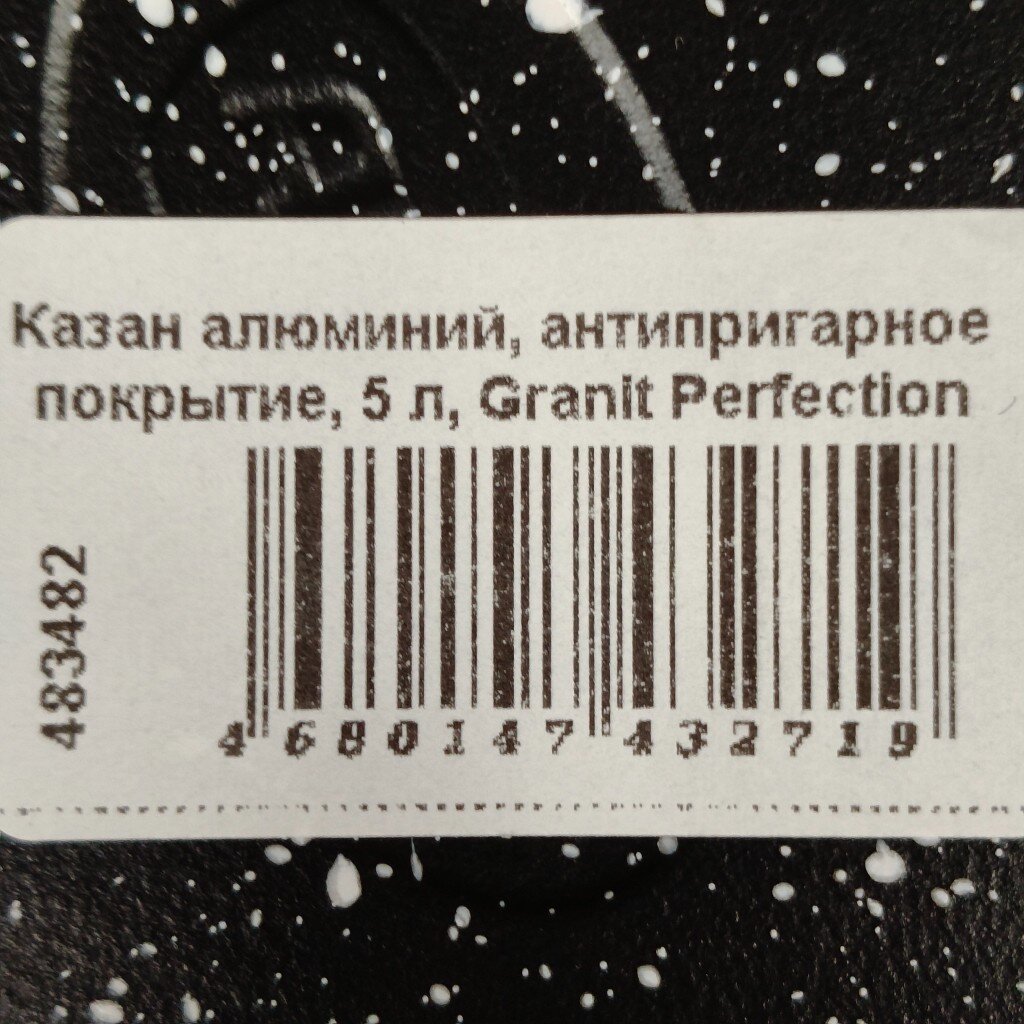 Казан алюминий, антипригарное
покрытие, 5 л, Granit Perfection
483482
4 680147 432719